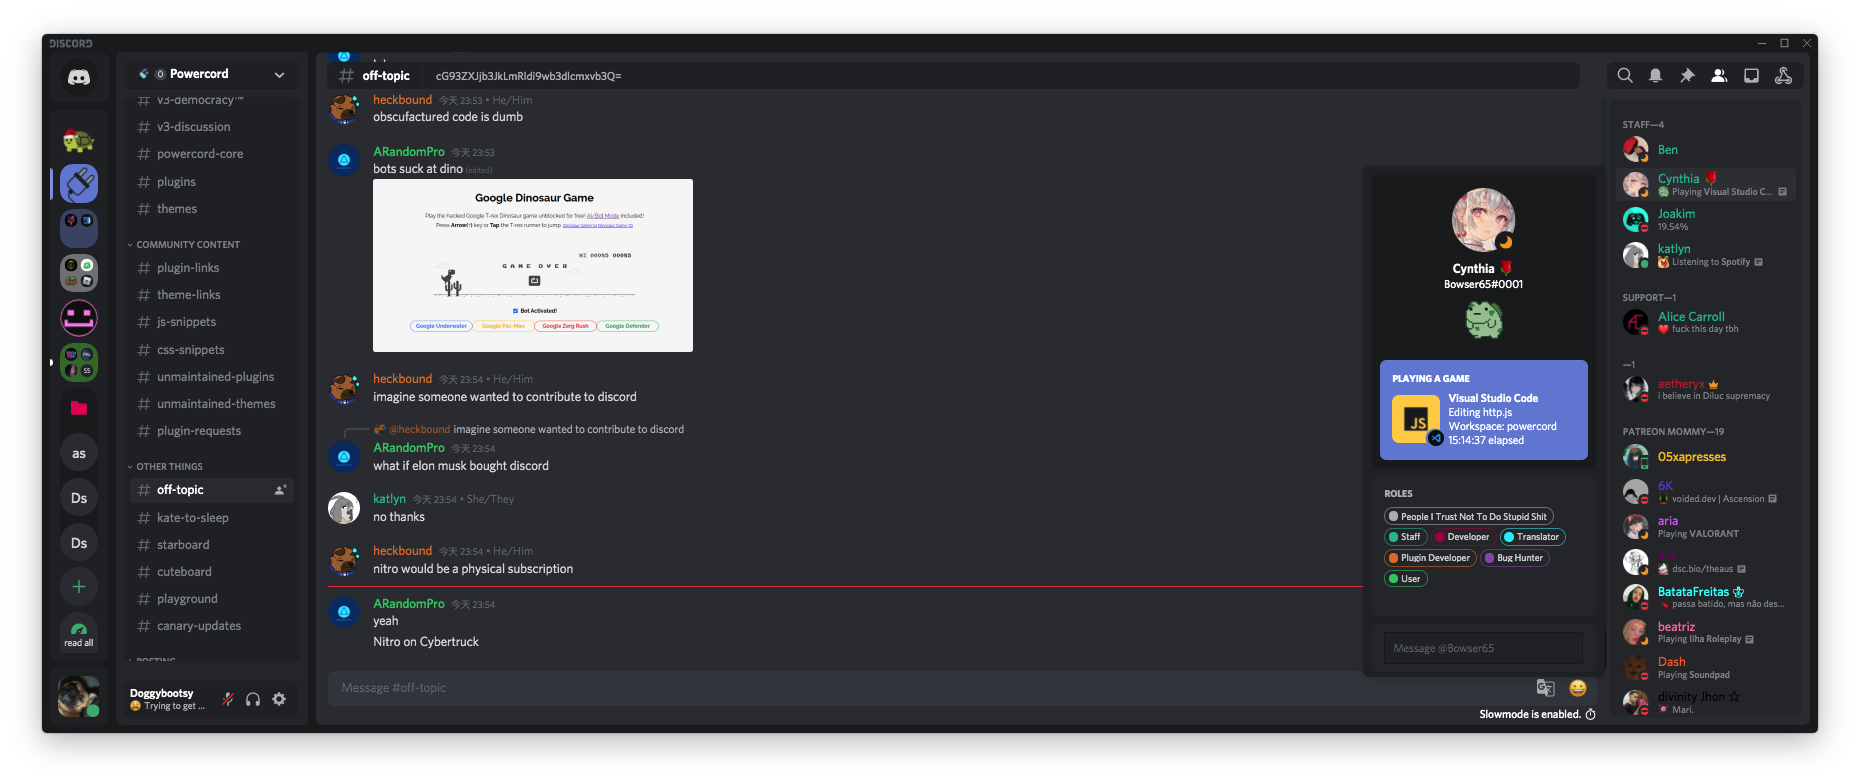 DISCORD
Powercord
v3-democracy™
v3-discussion
powercord-core
plugins
themes
COMMUNITY CONTENT
plugin-links
theme-links
js-snippets
css-snippets
unmaintained-plugins
unmaintained-themes
plugin-requests
OTHER THINGS
off-topic
kate-to-sleep
starboard
cuteboard
playground
canary-updates
as
Ds
Ds
read all
SS
Doggybootsy
Trying to get ...
off-topic
cG93ZXJjb3JkLmRldi9wb3dlcmxvb3Q=
heckbound 今天 23:53 • He/Him
obscufactured code is dumb
ARandomPro 今天 23:53
bots suck at dino (edited)
Google Dinosaur Game
Play the hacked Google T-rex Dinosaur game unblocked for free! AI/Bot Mode included!
Press Arrow(↑) key or Tap the T-rex runner to jump.
HI 00085 00085
GAME OVER
Bot Activated!
Google Underwater
Google Pac-Man
Google Zerg Rush
Google Defender
heckbound 今天 23:54 • He/Him
imagine someone wanted to contribute to discord
@heckbound imagine someone wanted to contribute to discord
ARandomPro 今天 23:54
what if elon musk bought discord
katlyn 今天 23:54 • She/They
no thanks
heckbound 今天 23:54 • He/Him
nitro would be a physical subscription
ARandomPro 今天 23:54
yeah
Nitro on Cybertruck
Message #off-topic
Slowmode is enabled.
Cynthia
Bowser65#0001
PLAYING A GAME
JS
Visual Studio Code
Editing http.js
Workspace: powercord
15:14:37 elapsed
ROLES
People I Trust Not To Do Stupid Shit
Staff
Developer
Translator
Plugin Developer
Bug Hunter
User
Message @Bowser65
STAFF—4
Ben
Cynthia
Playing Visual Studio C...
Joakim
19.54%
katlyn
Listening to Spotify
SUPPORT—1
Alice Carroll
fuck this day tbh
—1
aetheryx
i believe in Diluc supremacy
PATREON MOMMY—19
05xapresses
6K
voided.dev | Ascension
aria
Playing VALORANT
dsc.bio/theaus
BatataFreitas
passa batido, mas não des...
beatriz
Playing Ilha Roleplay
Dash
Playing Soundpad
divinity Jhon ☆
Mari.